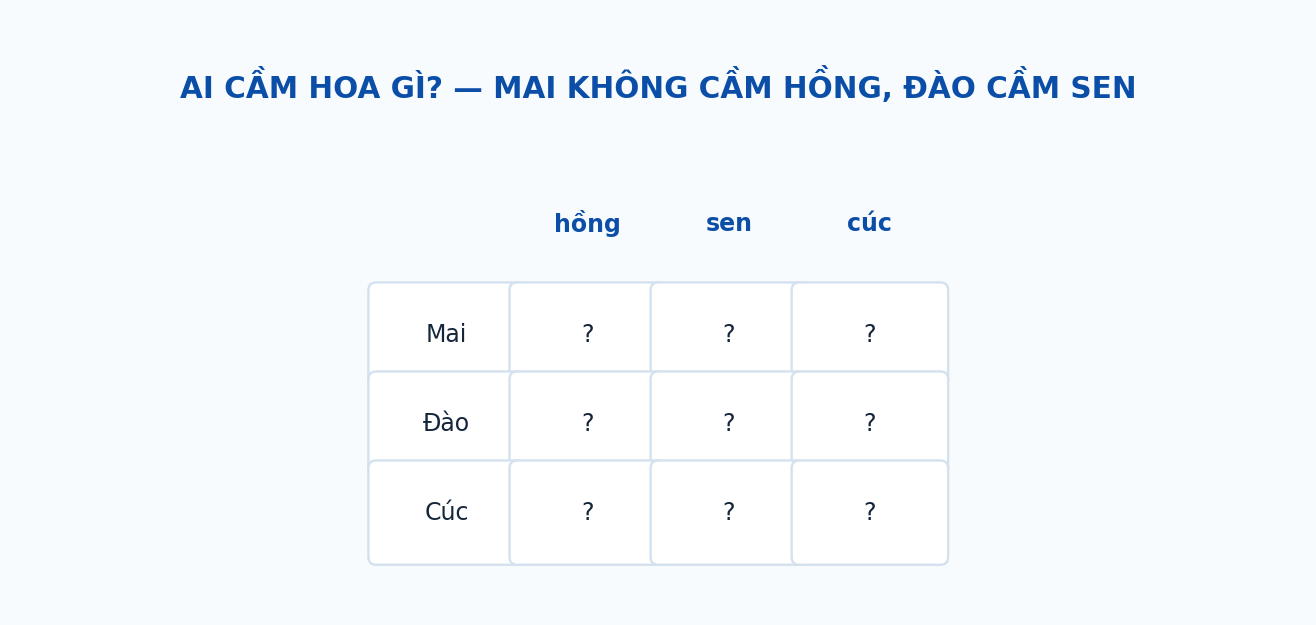 AI CẦM HOA GÌ? — MAI KHÔNG CẦM HỒNG, ĐÀO CẦM SEN
hồng sen cúc
Mai ? ? ?
Đào ? ? ?
Cúc ? ? ?